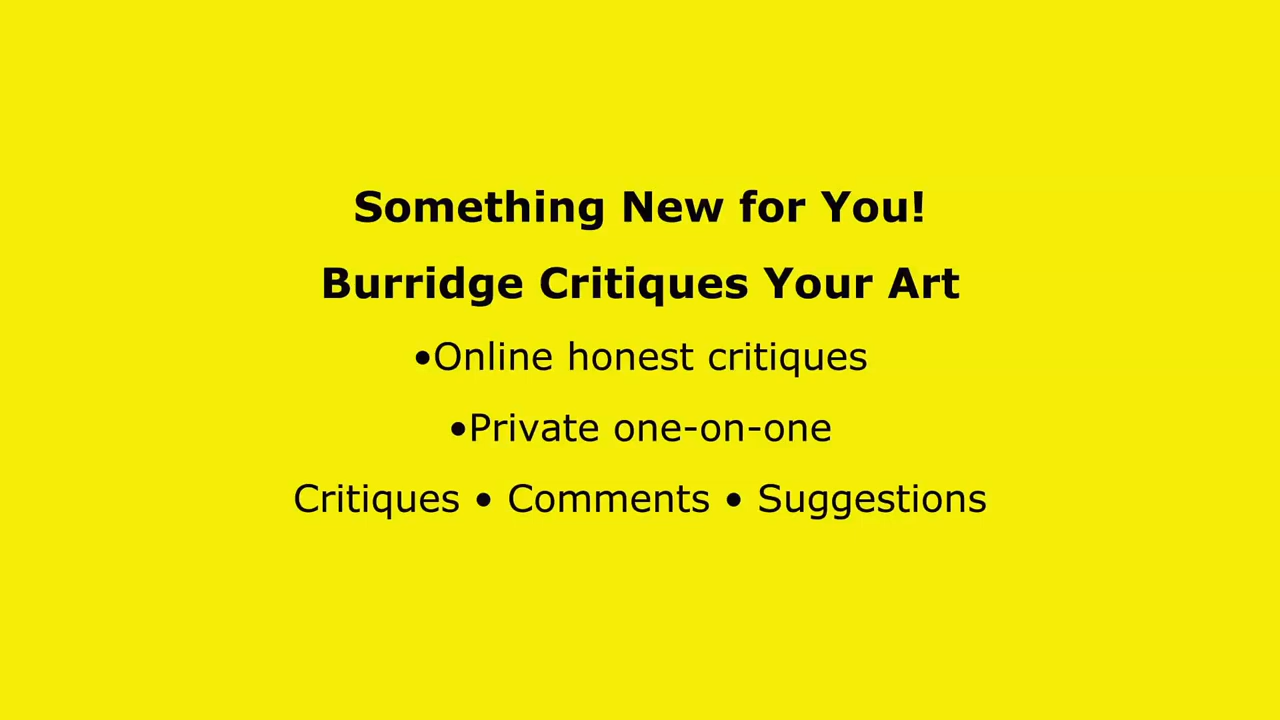 Something New for You!
Burridge Critiques Your Art
•Online honest critiques
•Private one-on-one
Critiques • Comments • Suggestions